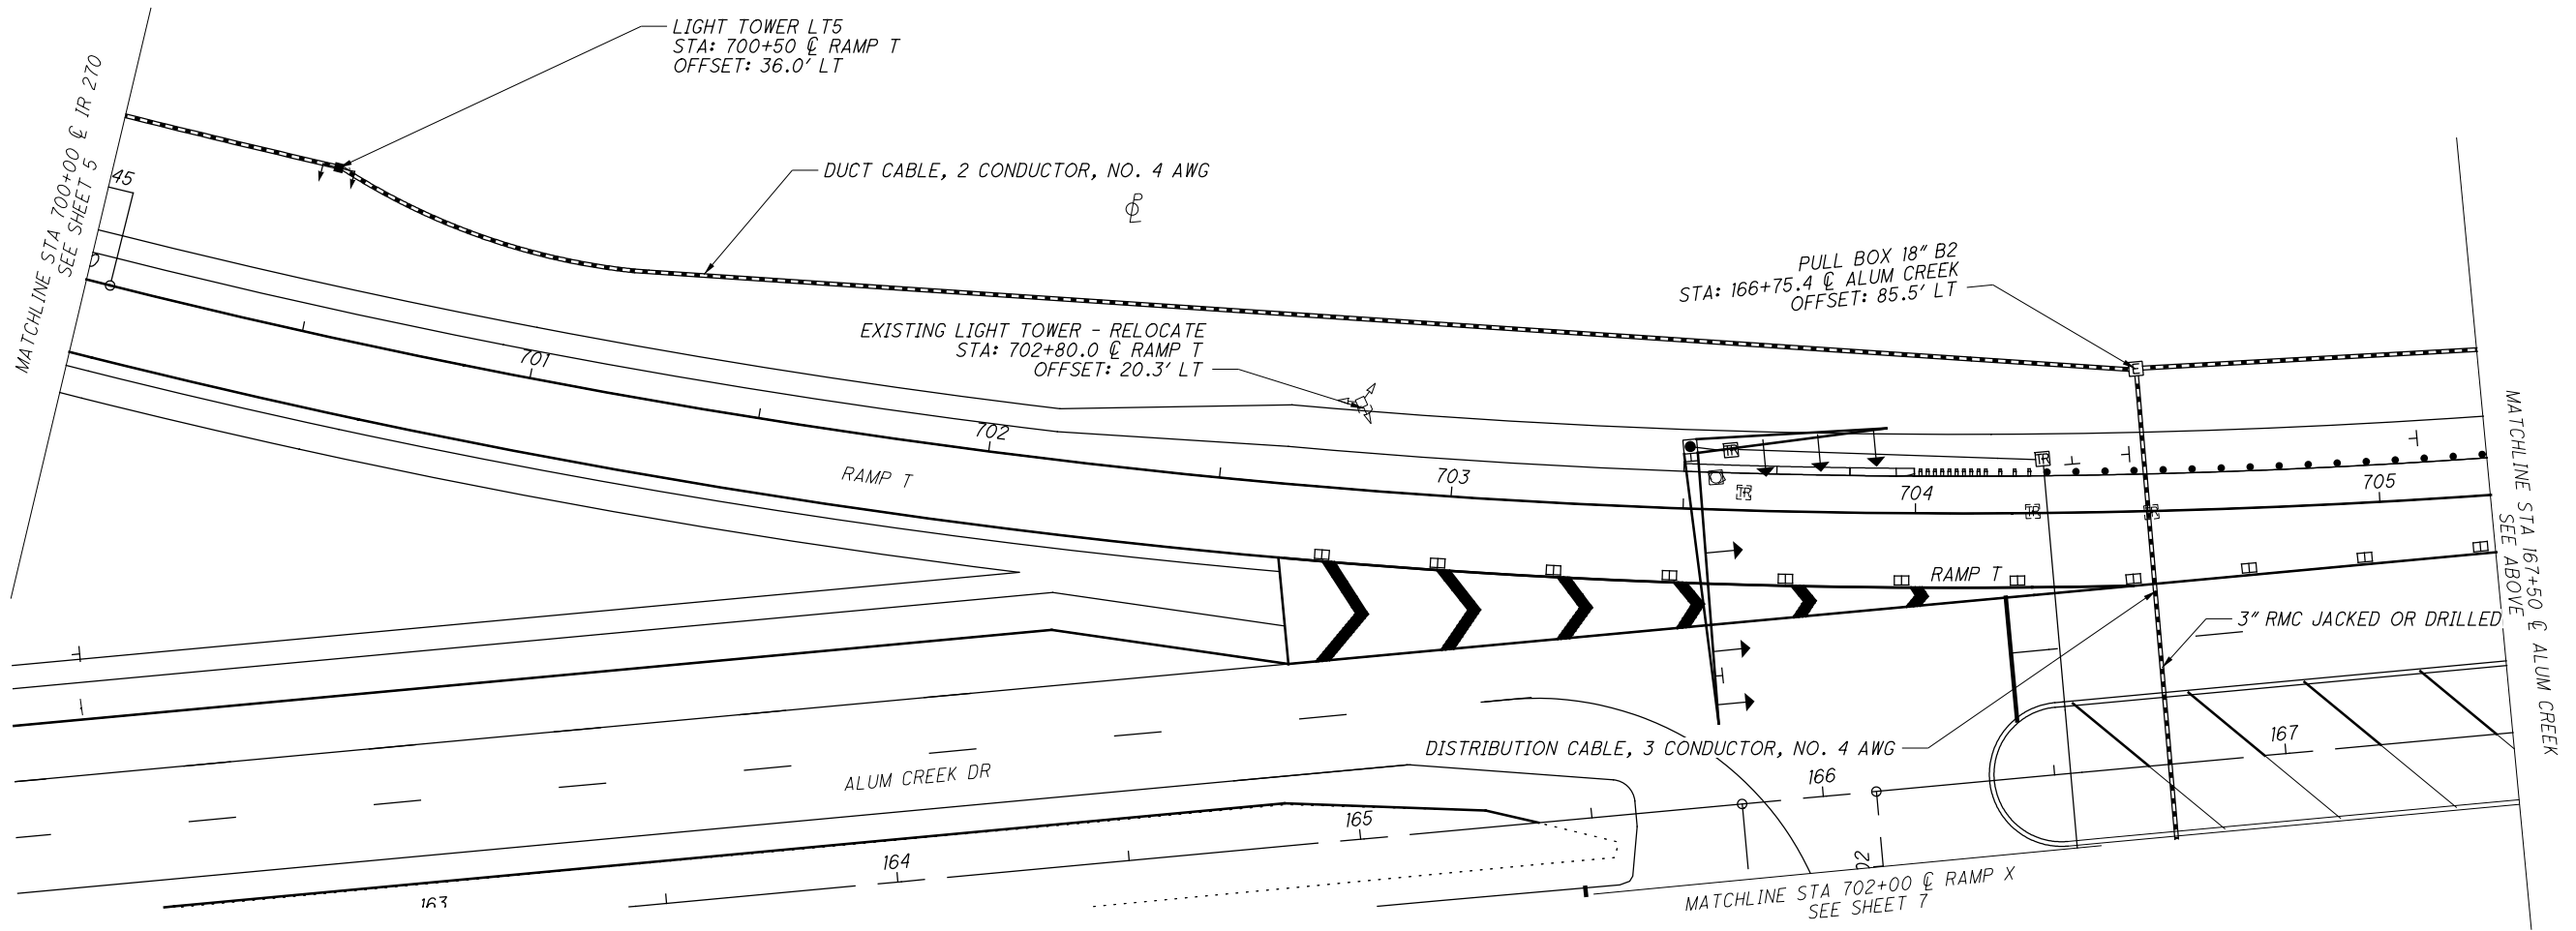 LIGHT TOWER LT5
STA: 700+50 ℄ RAMP T
OFFSET: 36.0' LT
MATCHLINE STA 700+00 ℄ IR 270
SEE SHEET 5
45
DUCT CABLE, 2 CONDUCTOR, NO. 4 AWG
PULL BOX 18" B2
STA: 166+75.4 ℄ ALUM CREEK
OFFSET: 85.5' LT
EXISTING LIGHT TOWER - RELOCATE
STA: 702+80.0 ℄ RAMP T
OFFSET: 20.3' LT
701
702
703
704
705
TR
TR
TR
TR
TR
RAMP T
RAMP T
MATCHLINE STA 167+50 ℄ ALUM CREEK
SEE ABOVE
3" RMC JACKED OR DRILLED
DISTRIBUTION CABLE, 3 CONDUCTOR, NO. 4 AWG
ALUM CREEK DR
163
164
165
166
167
MATCHLINE STA 702+00 ℄ RAMP X
SEE SHEET 7